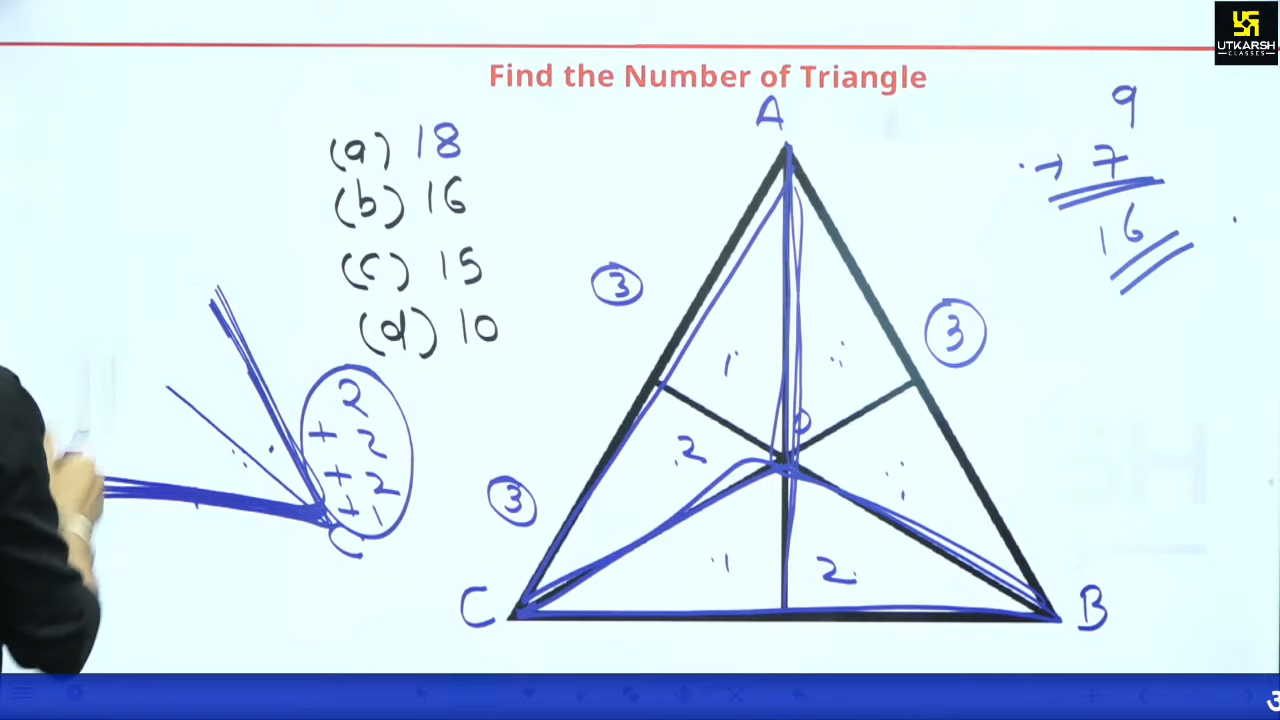 UTKARSH
CLASSES
Find the Number of Triangle
A
9
(a) 18
→ 7
(b) 16
16
(c) 15
3
3
(d) 10
1
2
+ 2
+ 2
+ 1
O
2
3
1
2
C
C
B